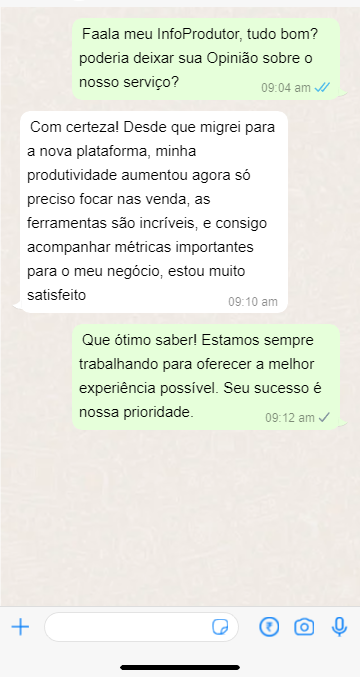 Faala meu InfoProdutor, tudo bom?
poderia deixar sua Opinião sobre o
nosso serviço?
09:04 am
Com certeza! Desde que migrei para
a nova plataforma, minha
produtividade aumentou agora só
preciso focar nas venda, as
ferramentas são incríveis, e consigo
acompanhar métricas importantes
para o meu negócio, estou muito
satisfeito
09:10 am
Que ótimo saber! Estamos sempre
trabalhando para oferecer a melhor
experiência possível. Seu sucesso é
nossa prioridade.
09:12 am